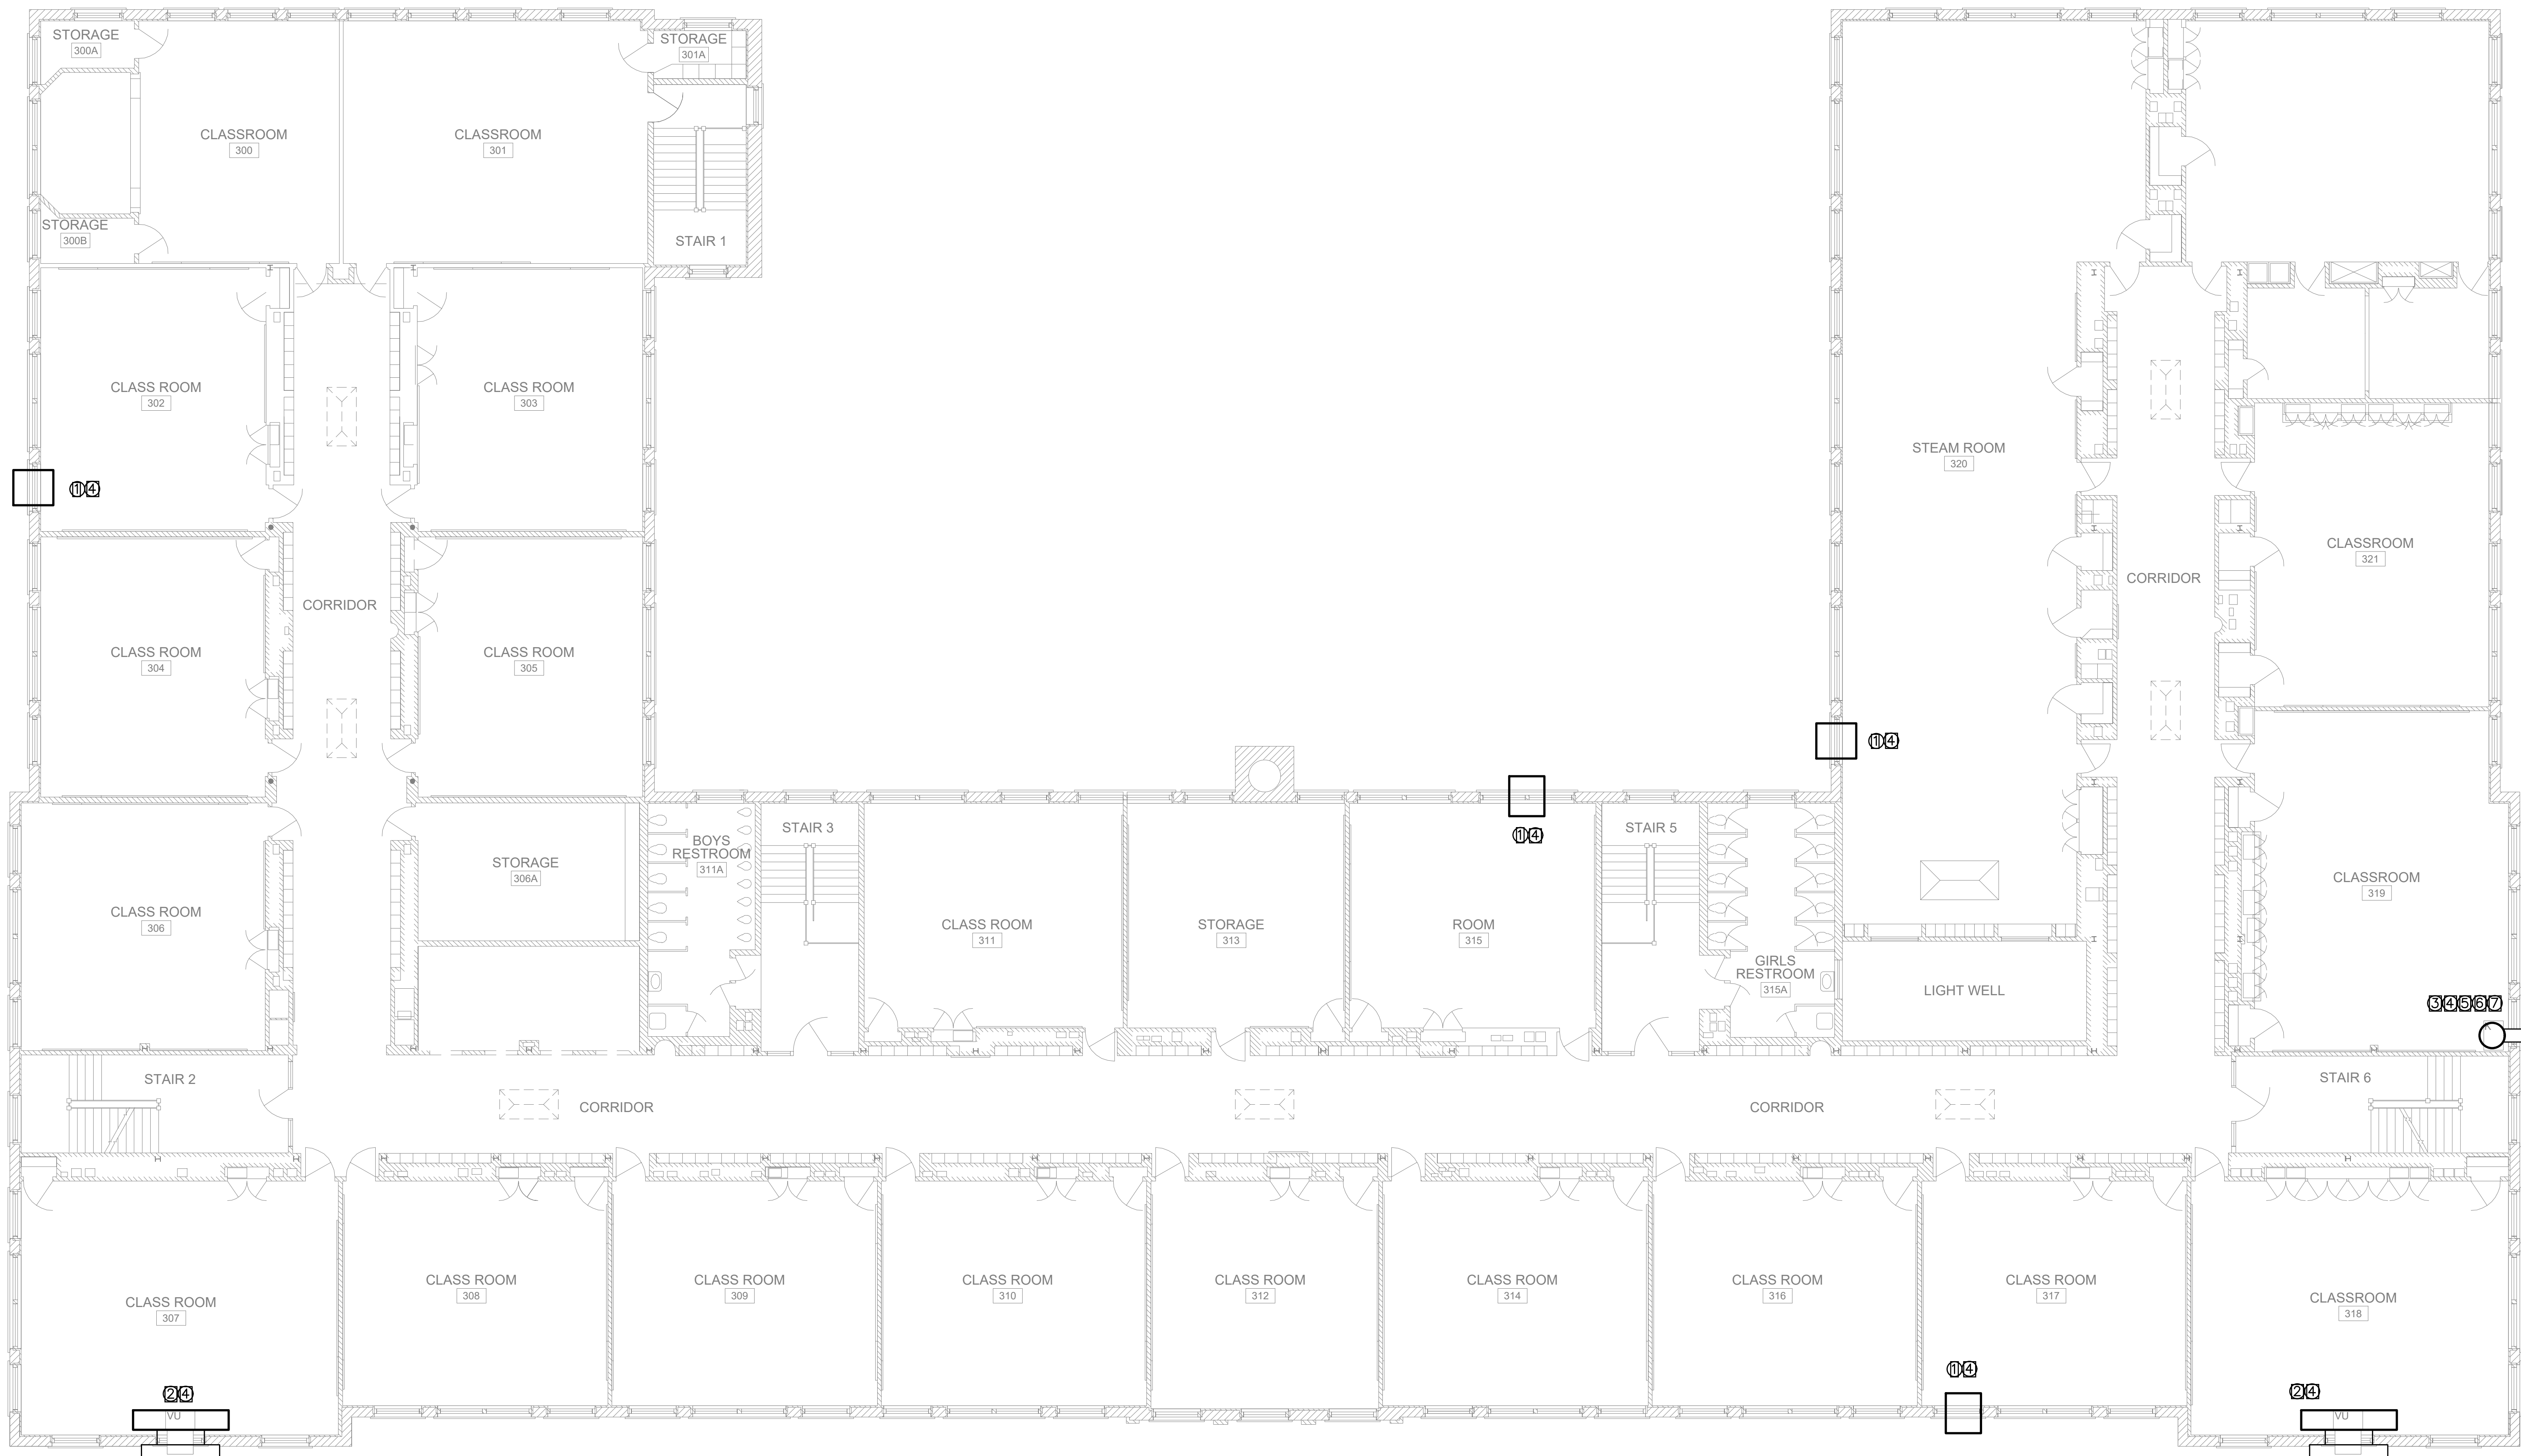 STORAGE
300A
STORAGE
301A
CLASSROOM
300
CLASSROOM
301
STORAGE
300B
STAIR 1
CLASS ROOM
302
CLASS ROOM
303
①④
STEAM ROOM
320
CLASSROOM
321
CORRIDOR
CORRIDOR
CLASS ROOM
304
CLASS ROOM
305
①④
STAIR 3
①④
STAIR 5
BOYS
RESTROOM
311A
STORAGE
306A
CLASSROOM
319
CLASS ROOM
306
CLASS ROOM
311
STORAGE
313
ROOM
315
GIRLS
RESTROOM
315A
LIGHT WELL
③④⑤⑥⑦
STAIR 2
STAIR 6
CORRIDOR
CORRIDOR
CLASS ROOM
307
CLASS ROOM
308
CLASS ROOM
309
CLASS ROOM
310
CLASS ROOM
312
CLASS ROOM
314
CLASS ROOM
316
CLASS ROOM
317
CLASSROOM
318
①④
②④
VU
②④
VU